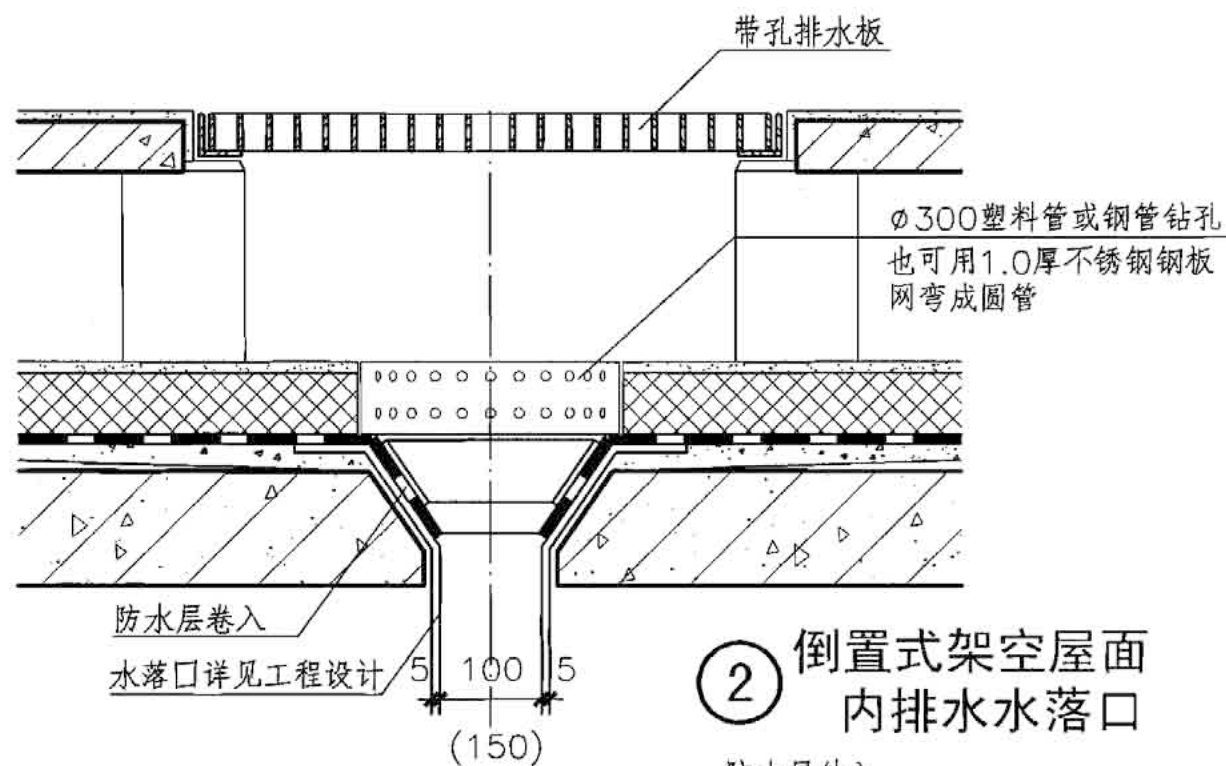 带孔排水板
⌀300塑料管或钢管钻孔
也可用1.0厚不锈钢钢板
网弯成圆管
防水层卷入
水落口详见工程设计
5 100 5
(150)
② 倒置式架空屋面
内排水水落口